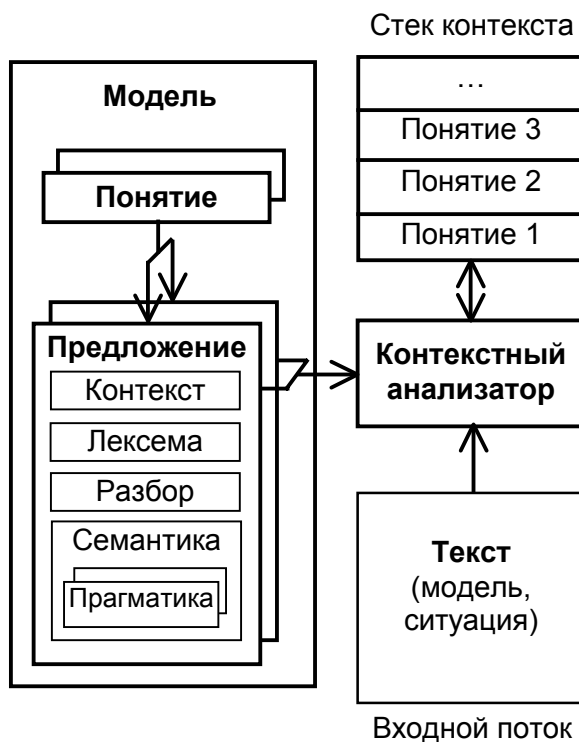 Стек контекста
Модель
Понятие
Предложение
Контекст
Лексема
Разбор
Семантика
Прагматика
…
Понятие 3
Понятие 2
Понятие 1
Контекстный
анализатор
Текст
(модель,
ситуация)
Входной поток